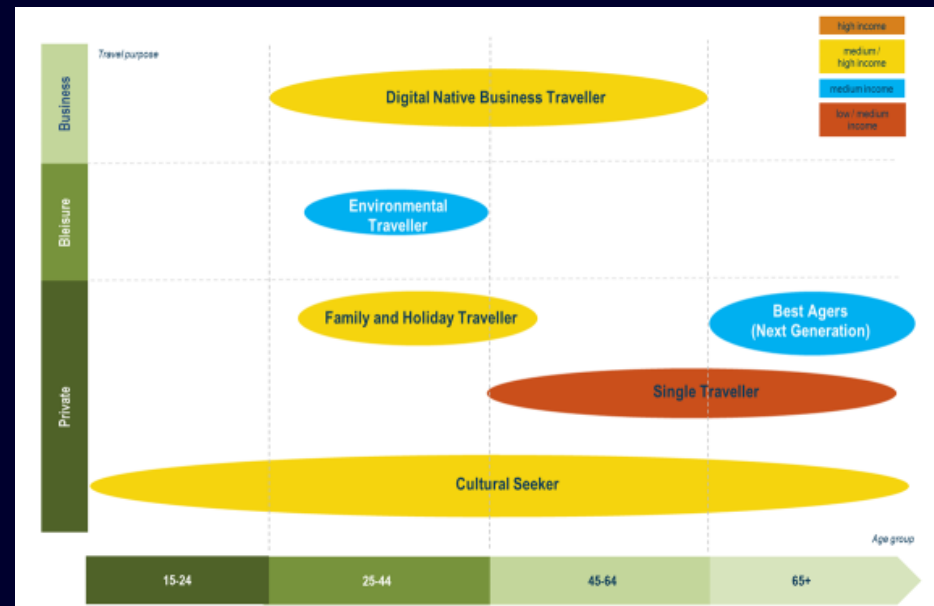 high income
Travel purpose
medium /
high income
medium income
low / medium
income
Business
Digital Native Business Traveller
Bleisure
Environmental
Traveller
Private
Family and Holiday Traveller
Best Agers
(Next Generation)
Single Traveller
Cultural Seeker
Age group
15-24
25-44
45-64
65+